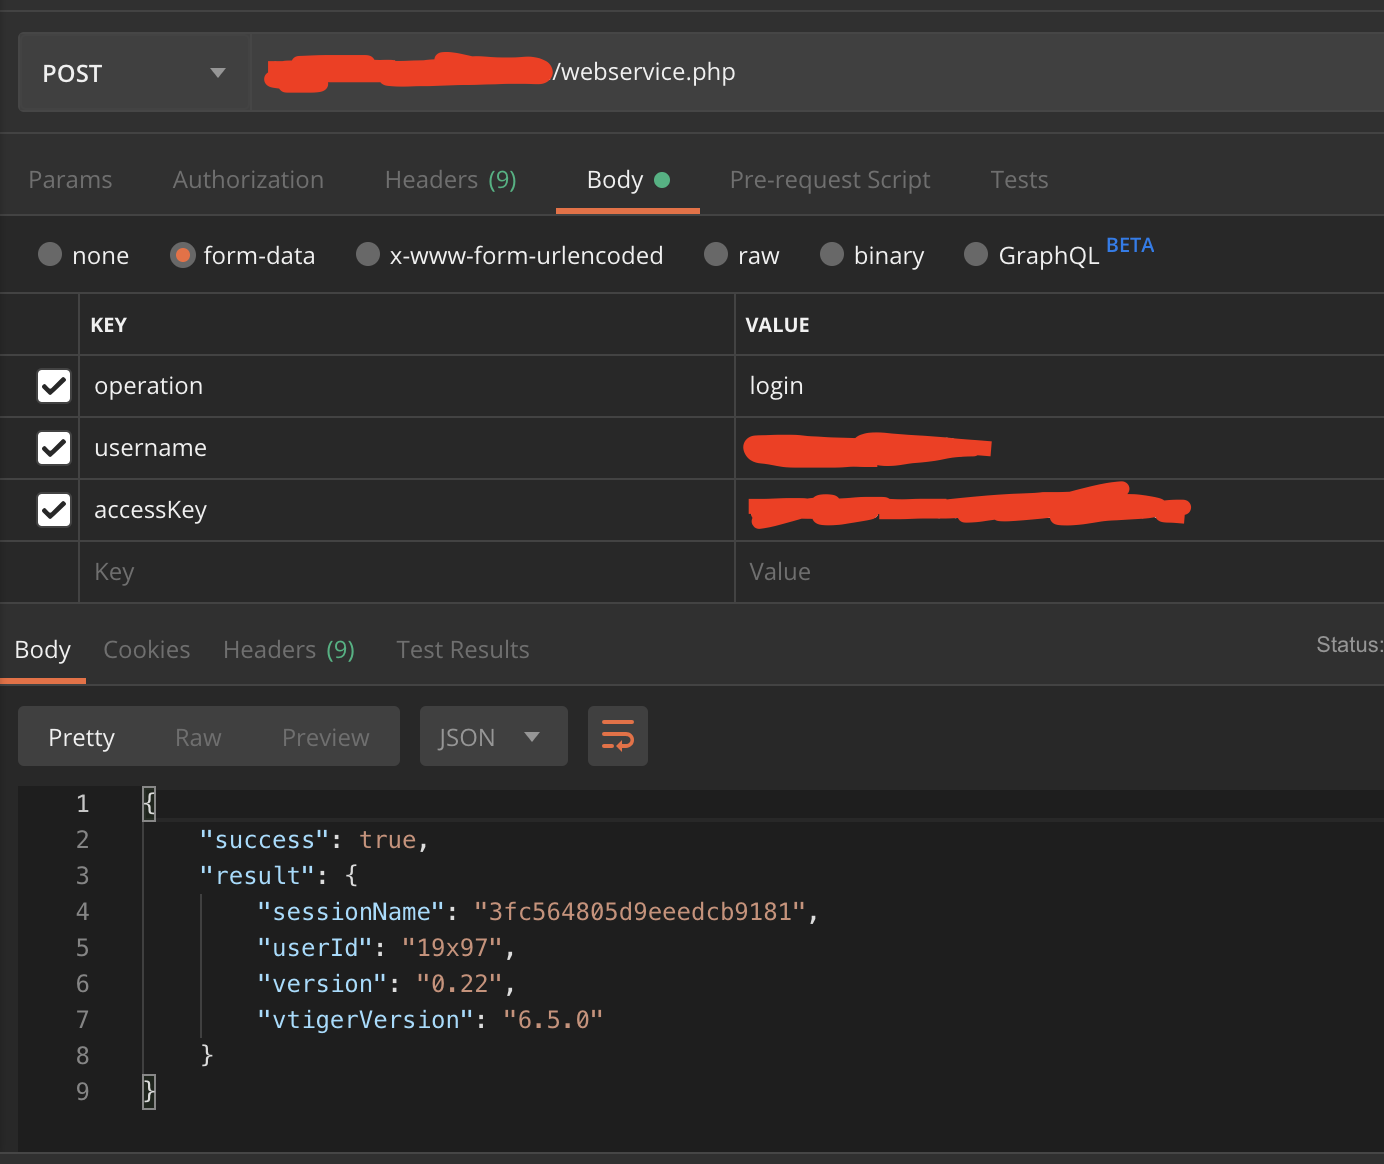 POST /webservice.php
Params Authorization Headers (9) Body Pre-request Script Tests
none form-data x-www-form-urlencoded raw binary GraphQL BETA
KEY VALUE
operation login
username
accessKey
Key Value
Body Cookies Headers (9) Test Results Status:
Pretty Raw Preview JSON
1 {
2 "success": true,
3 "result": {
4 "sessionName": "3fc564805d9eeedcb9181",
5 "userId": "19x97",
6 "version": "0.22",
7 "vtigerVersion": "6.5.0"
8 }
9 }